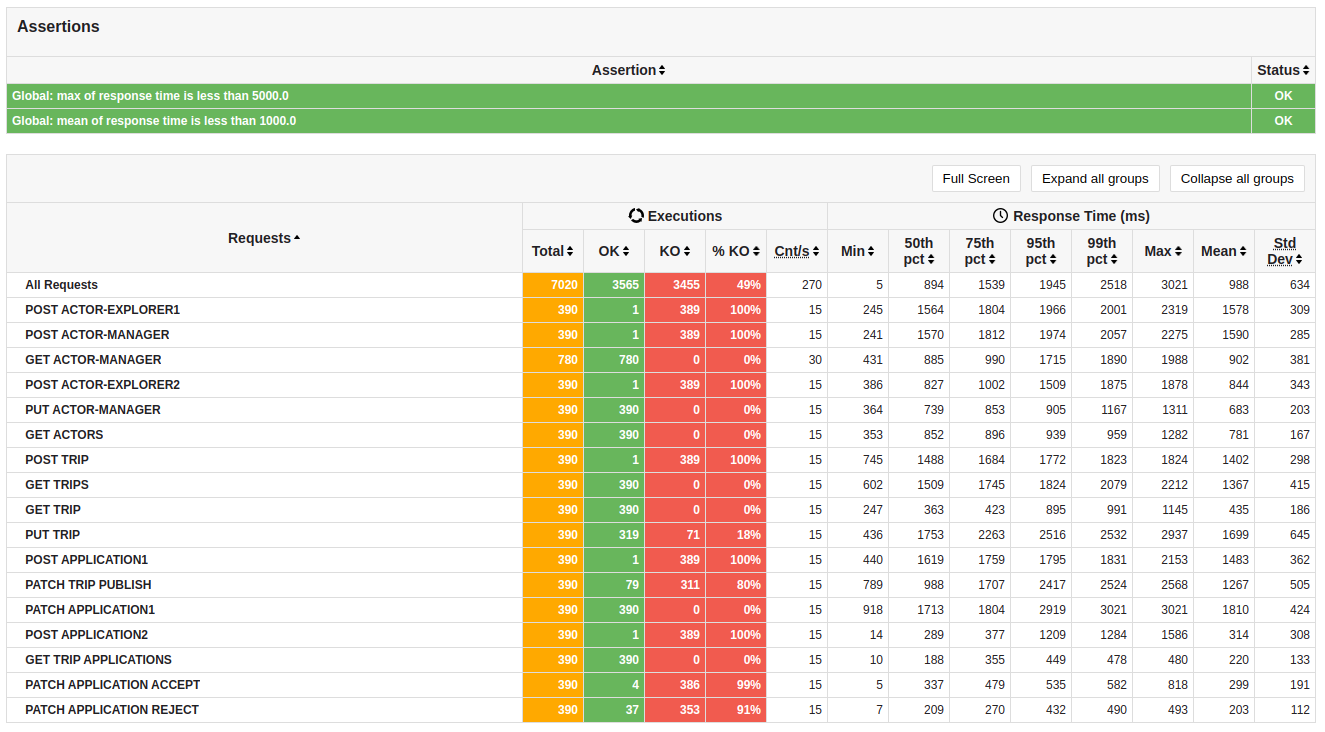 Assertions
Assertion Status
Global: max of response time is less than 5000.0 OK
Global: mean of response time is less than 1000.0 OK
Full Screen Expand all groups Collapse all groups
Requests Executions Response Time (ms)
Total OK KO % KO Cnt/s Min 50th pct 75th pct 95th pct 99th pct Max Mean Std Dev
All Requests 7020 3565 3455 49% 270 5 894 1539 1945 2518 3021 988 634
POST ACTOR-EXPLORER1 390 1 389 100% 15 245 1564 1804 1966 2001 2319 1578 309
POST ACTOR-MANAGER 390 1 389 100% 15 241 1570 1812 1974 2057 2275 1590 285
GET ACTOR-MANAGER 780 780 0 0% 30 431 885 990 1715 1890 1988 902 381
POST ACTOR-EXPLORER2 390 1 389 100% 15 386 827 1002 1509 1875 1878 844 343
PUT ACTOR-MANAGER 390 390 0 0% 15 364 739 853 905 1167 1311 683 203
GET ACTORS 390 390 0 0% 15 353 852 896 939 959 1282 781 167
POST TRIP 390 1 389 100% 15 745 1488 1684 1772 1823 1824 1402 298
GET TRIPS 390 390 0 0% 15 602 1509 1745 1824 2079 2212 1367 415
GET TRIP 390 390 0 0% 15 247 363 423 895 991 1145 435 186
PUT TRIP 390 319 71 18% 15 436 1753 2263 2516 2532 2937 1699 645
POST APPLICATION1 390 1 389 100% 15 440 1619 1759 1795 1831 2153 1483 362
PATCH TRIP PUBLISH 390 79 311 80% 15 789 988 1707 2417 2524 2568 1267 505
PATCH APPLICATION1 390 390 0 0% 15 918 1713 1804 2919 3021 3021 1810 424
POST APPLICATION2 390 1 389 100% 15 14 289 377 1209 1284 1586 314 308
GET TRIP APPLICATIONS 390 390 0 0% 15 10 188 355 449 478 480 220 133
PATCH APPLICATION ACCEPT 390 4 386 99% 15 5 337 479 535 582 818 299 191
PATCH APPLICATION REJECT 390 37 353 91% 15 7 209 270 432 490 493 203 112